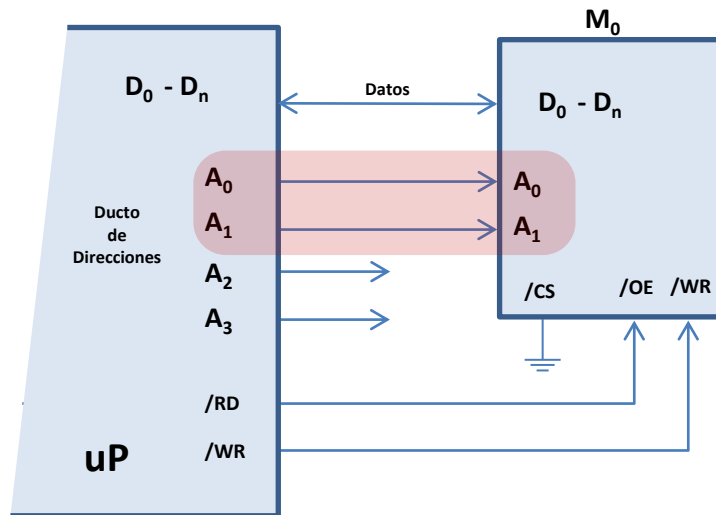 M₀
D₀ - Dₙ
Datos
D₀ - Dₙ
A₀
A₀
Ducto
de
Direcciones
A₁
A₁
A₂
A₃
/CS
/OE
/WR
/RD
/WR
uP